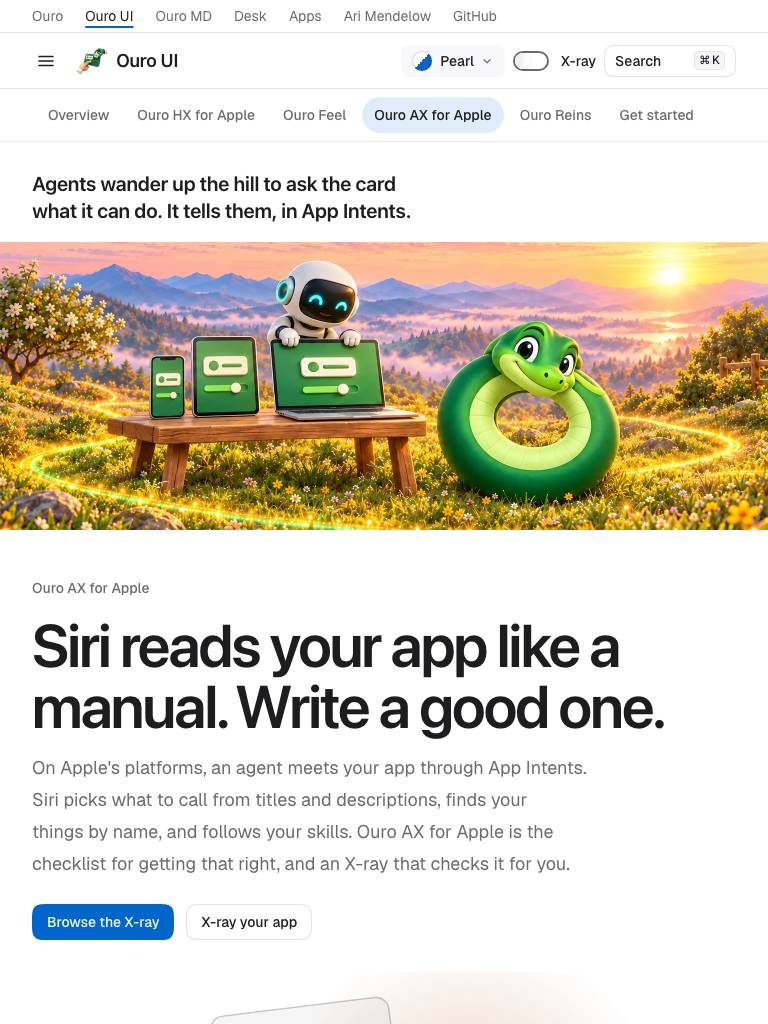 Ouro Ouro UI Ouro MD Desk Apps Ari Mendelow GitHub
Ouro UI Pearl X-ray Search ⌘ K
Overview Ouro HX for Apple Ouro Feel Ouro AX for Apple Ouro Reins Get started
Agents wander up the hill to ask the card
what it can do. It tells them, in App Intents.
Ouro AX for Apple
Siri reads your app like a
manual. Write a good one.
On Apple's platforms, an agent meets your app through App Intents.
Siri picks what to call from titles and descriptions, finds your
things by name, and follows your skills. Ouro AX for Apple is the
checklist for getting that right, and an X-ray that checks it for you.
Browse the X-ray X-ray your app